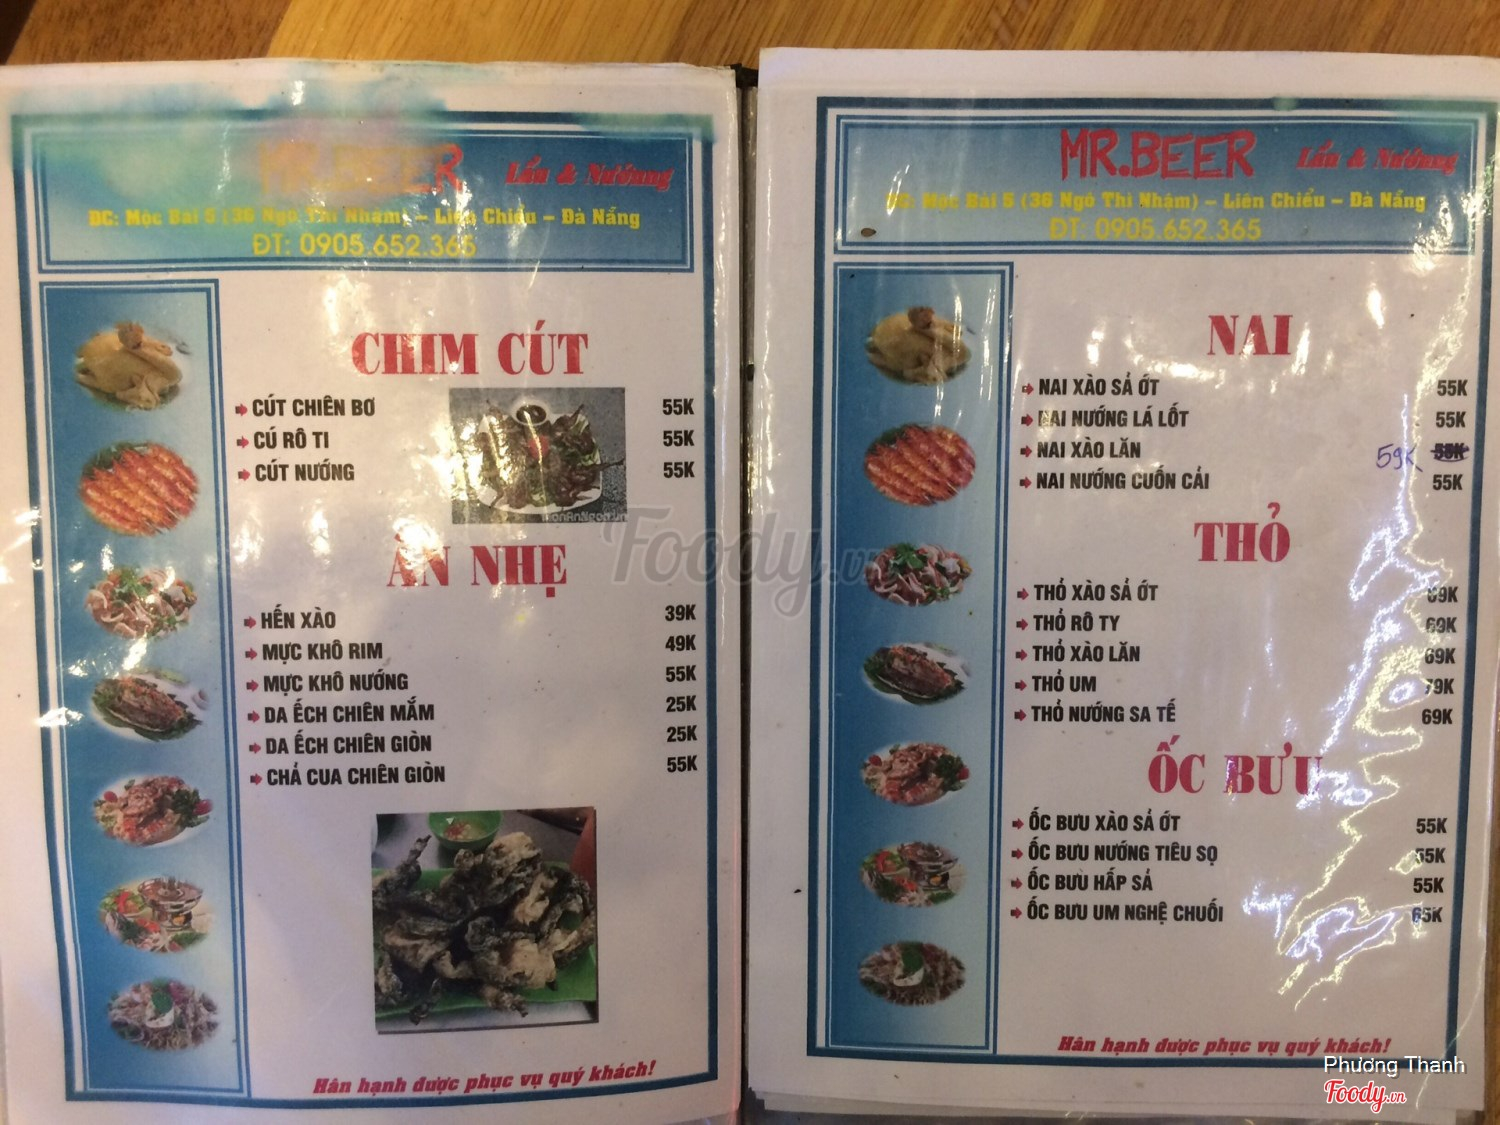 MR.BEER Lẩu & Nướng
ĐC: Mộc Bài 5 (36 Ngô Thì Nhậm) – Liên Chiểu – Đà Nẵng
ĐT: 0905.652.365
CHIM CÚT
CÚT CHIÊN BƠ 55K
CÚ RÔ TI 55K
CÚT NƯỚNG 55K
ĂN NHẸ
HẾN XÀO 39K
MỰC KHÔ RIM 49K
MỰC KHÔ NƯỚNG 55K
DA ẾCH CHIÊN MẮM 25K
DA ẾCH CHIÊN GIÒN 25K
CHẢ CUA CHIÊN GIÒN 55K
Hân hạnh được phục vụ quý khách!
MR.BEER Lẩu & Nướng
ĐC: Mộc Bài 5 (36 Ngô Thì Nhậm) – Liên Chiểu – Đà Nẵng
ĐT: 0905.652.365
NAI
NAI XÀO SẢ ỚT 55K
NAI NƯỚNG LÁ LỐT 55K
NAI XÀO LĂN 59K 55K
NAI NƯỚNG CUỐN CẢI 55K
THỎ
THỎ XÀO SẢ ỚT 69K
THỎ RÔ TY 69K
THỎ XÀO LĂN 69K
THỎ UM 79K
THỎ NƯỚNG SA TẾ 69K
ỐC BƯU
ỐC BƯU XÀO SẢ ỚT 55K
ỐC BƯU NƯỚNG TIÊU SỌ 55K
ỐC BƯU HẤP SẢ 55K
ỐC BƯU UM NGHỆ CHUỐI 65K
Hân hạnh được phục vụ quý khách!
Foody.vn
Phương Thanh
Foody.vn